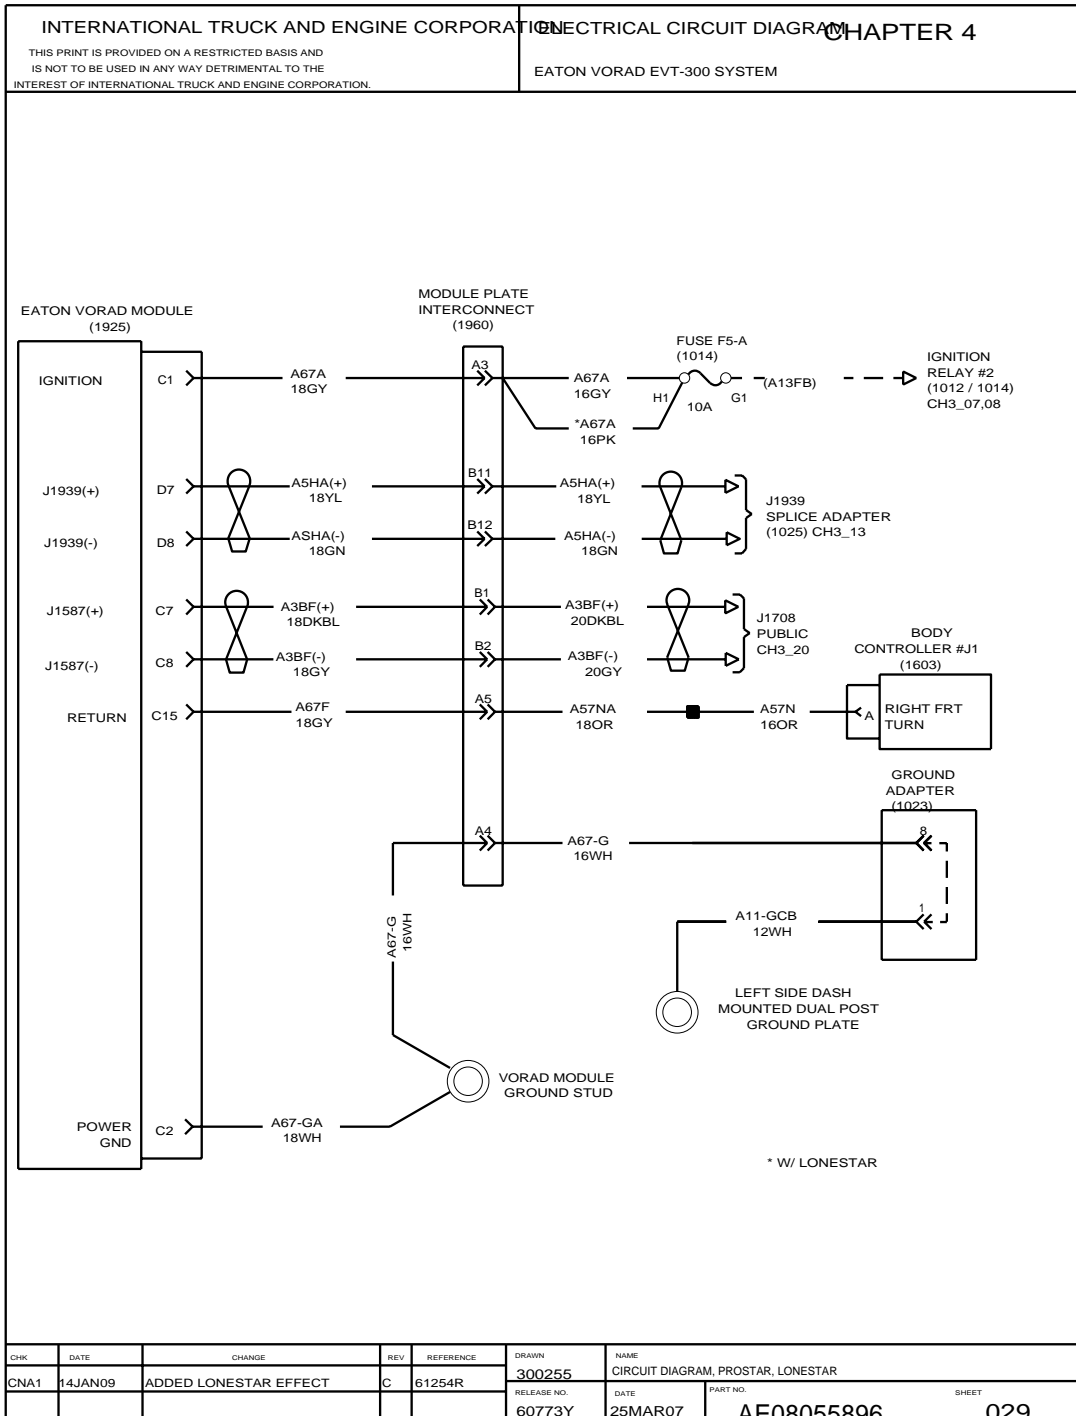 INTERNATIONAL TRUCK AND ENGINE CORPORATION
THIS PRINT IS PROVIDED ON A RESTRICTED BASIS AND
IS NOT TO BE USED IN ANY WAY DETRIMENTAL TO THE
INTEREST OF INTERNATIONAL TRUCK AND ENGINE CORPORATION.
ELECTRICAL CIRCUIT DIAGRAM
CHAPTER 4
EATON VORAD EVT-300 SYSTEM
EATON VORAD MODULE
(1925)
MODULE PLATE
INTERCONNECT
(1960)
FUSE F5-A
(1014)
IGNITION
RELAY #2
(1012 / 1014)
CH3_07,08
IGNITION
C1
A67A
18GY
A3
A67A
16GY
H1
10A
G1
(A13FB)
*A67A
16PK
J1939(+)
D7
A5HA(+)
18YL
B11
A5HA(+)
18YL
J1939
SPLICE ADAPTER
(1025) CH3_13
J1939(-)
D8
ASHA(-)
18GN
B12
A5HA(-)
18GN
J1587(+)
C7
A3BF(+)
18DKBL
B1
A3BF(+)
20DKBL
J1708
PUBLIC
CH3_20
J1587(-)
C8
A3BF(-)
18GY
B2
A3BF(-)
20GY
BODY
CONTROLLER #J1
(1603)
RETURN
C15
A67F
18GY
A5
A57NA
18OR
A57N
16OR
A
RIGHT FRT
TURN
GROUND
ADAPTER
(1023)
A4
A67-G
16WH
8
A67-G
16WH
A11-GCB
12WH
1
LEFT SIDE DASH
MOUNTED DUAL POST
GROUND PLATE
VORAD MODULE
GROUND STUD
POWER
GND
C2
A67-GA
18WH
* W/ LONESTAR
CHK
DATE
CHANGE
REV
REFERENCE
DRAWN
NAME
CNA1
14JAN09
ADDED LONESTAR EFFECT
C
61254R
300255
CIRCUIT DIAGRAM, PROSTAR, LONESTAR
RELEASE NO.
DATE
PART NO.
SHEET
60773Y
25MAR07
AE08055896
029